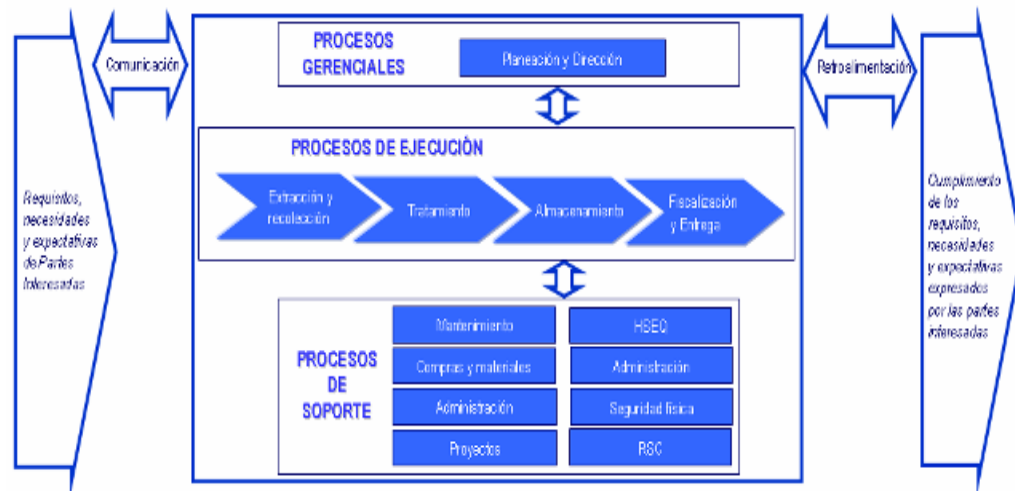 Comunicación
Requisitos,
necesidades
y expectativas
de Partes
Interesadas
PROCESOS
GERENCIALES
Planeación y Dirección
PROCESOS DE EJECUCIÓN
Extracción y
recolección
Tratamiento
Almacenamiento
Fiscalización
y Entrega
PROCESOS
DE
SOPORTE
Mantenimiento
HSEQ
Compras y materiales
Administración
Administración
Seguridad física
Proyectos
RSC
Retroalimentación
Cumplimiento
de los
requisitos,
necesidades
y expectativas
expresados
por las partes
interesadas